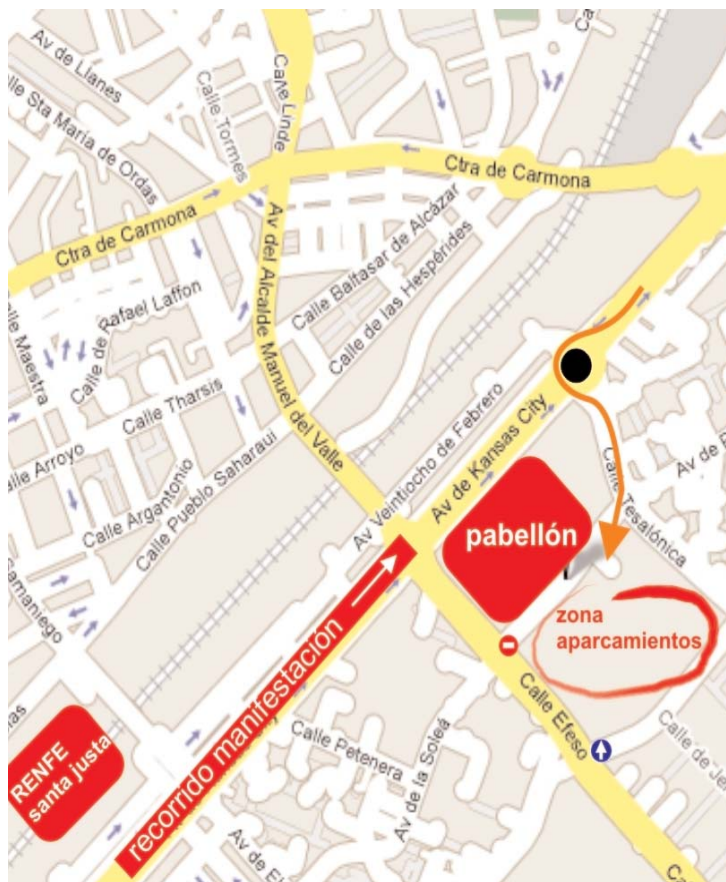 Av de Llanes
Calle Sta María de Ordas
Calle Tormes
Calle Linde
Ctra de Carmona
Ctra de Carmona
Av del Alcalde Manuel del Valle
Calle Baltasar de Alcázar
Calle de las Hespérides
Calle de Rafael Laffon
Calle Maestra
Calle Tharsis
Calle Arroyo
Calle Argantonio
Calle Pueblo Saharaui
Av Veintiocho de Febrero
Av de Kansas City
Calle Tesalónica
pabellón
zona
aparcamientos
recorrido manifestación
RENFE
santa justa
Calle Petenera
Av de la Soleá
Calle Efeso